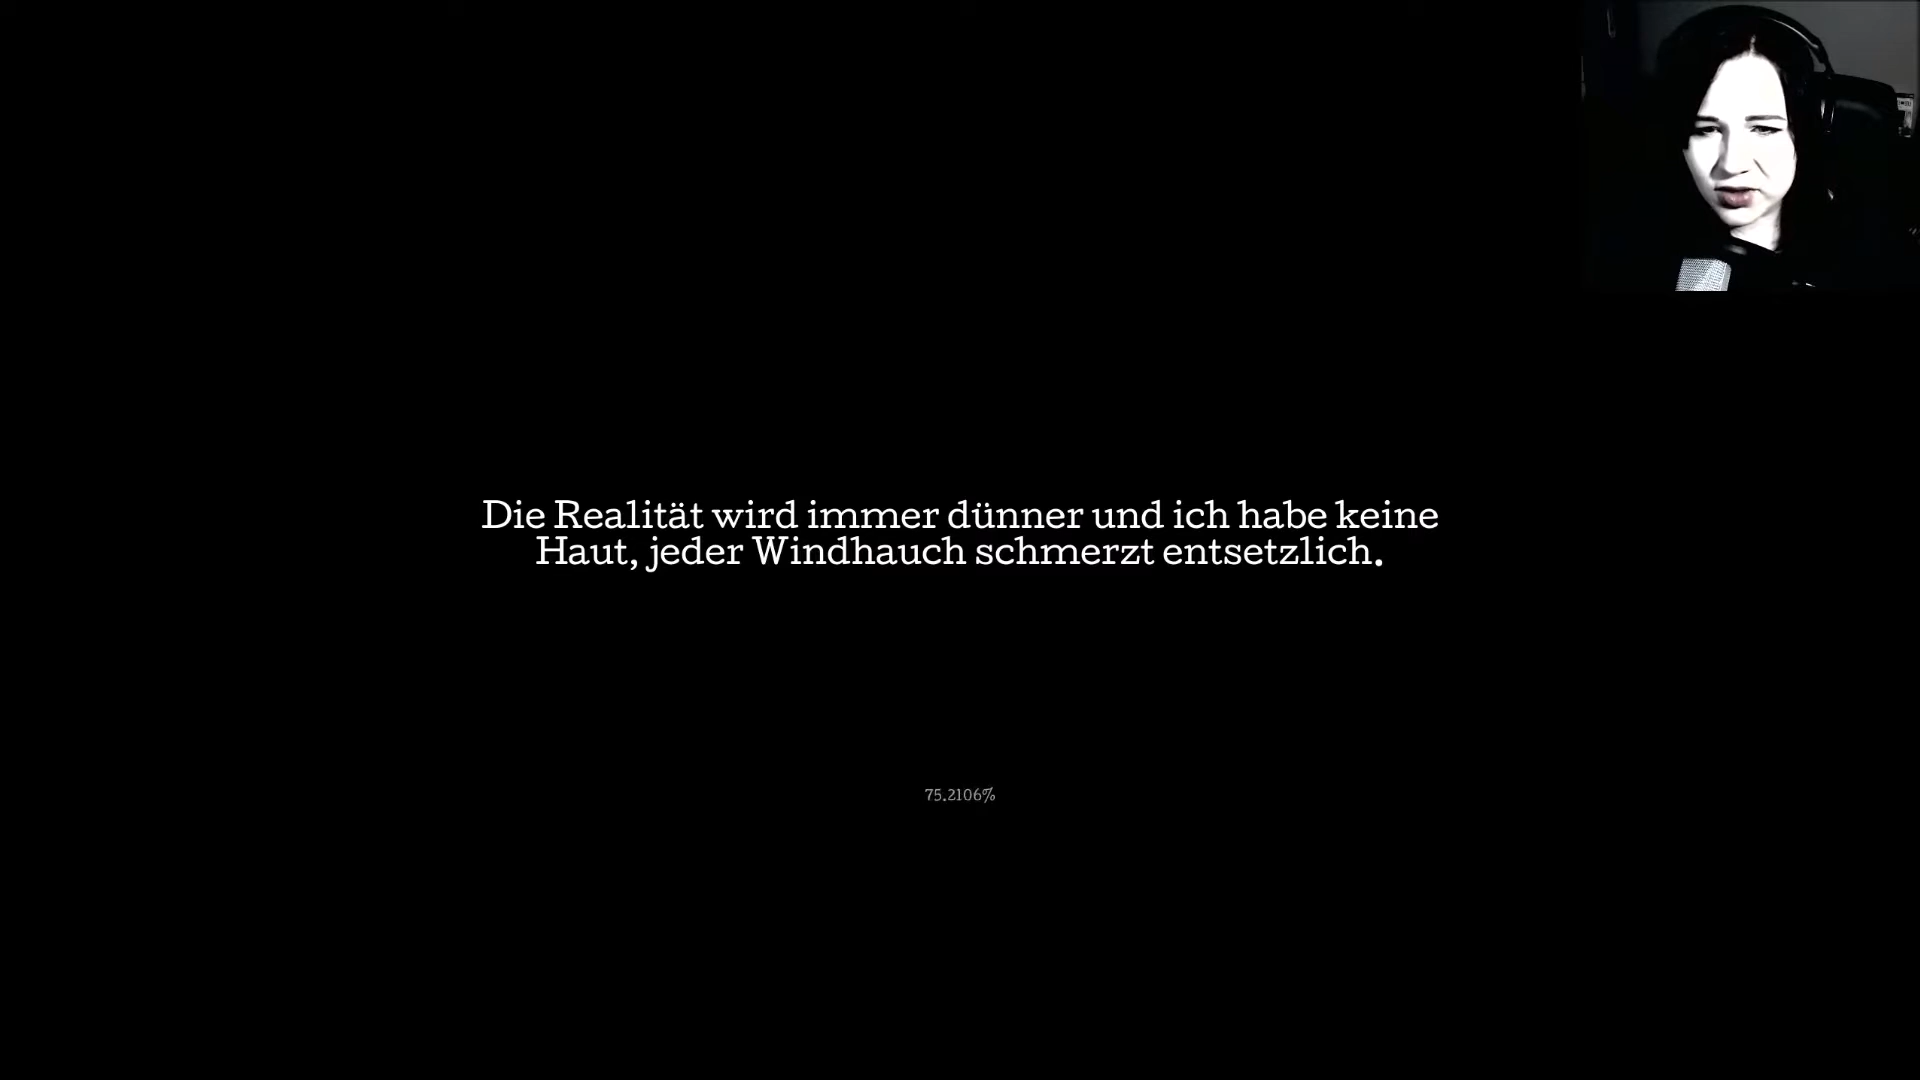 Die Realität wird immer dünner und ich habe keine
Haut, jeder Windhauch schmerzt entsetzlich.
75.2106%